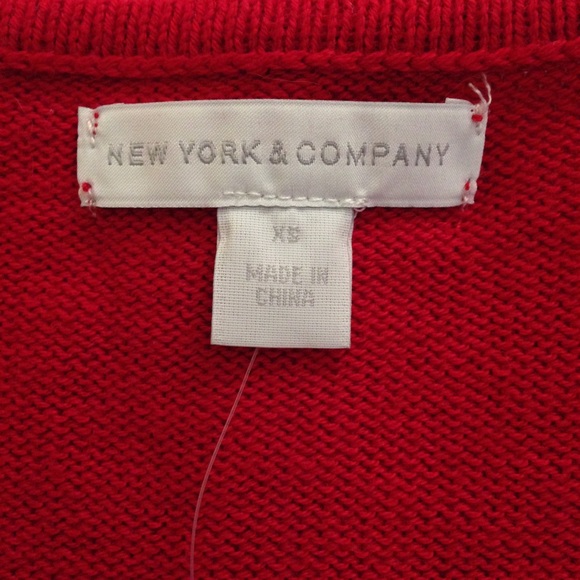 NEW YORK & COMPANY
XS
MADE IN
CHINA